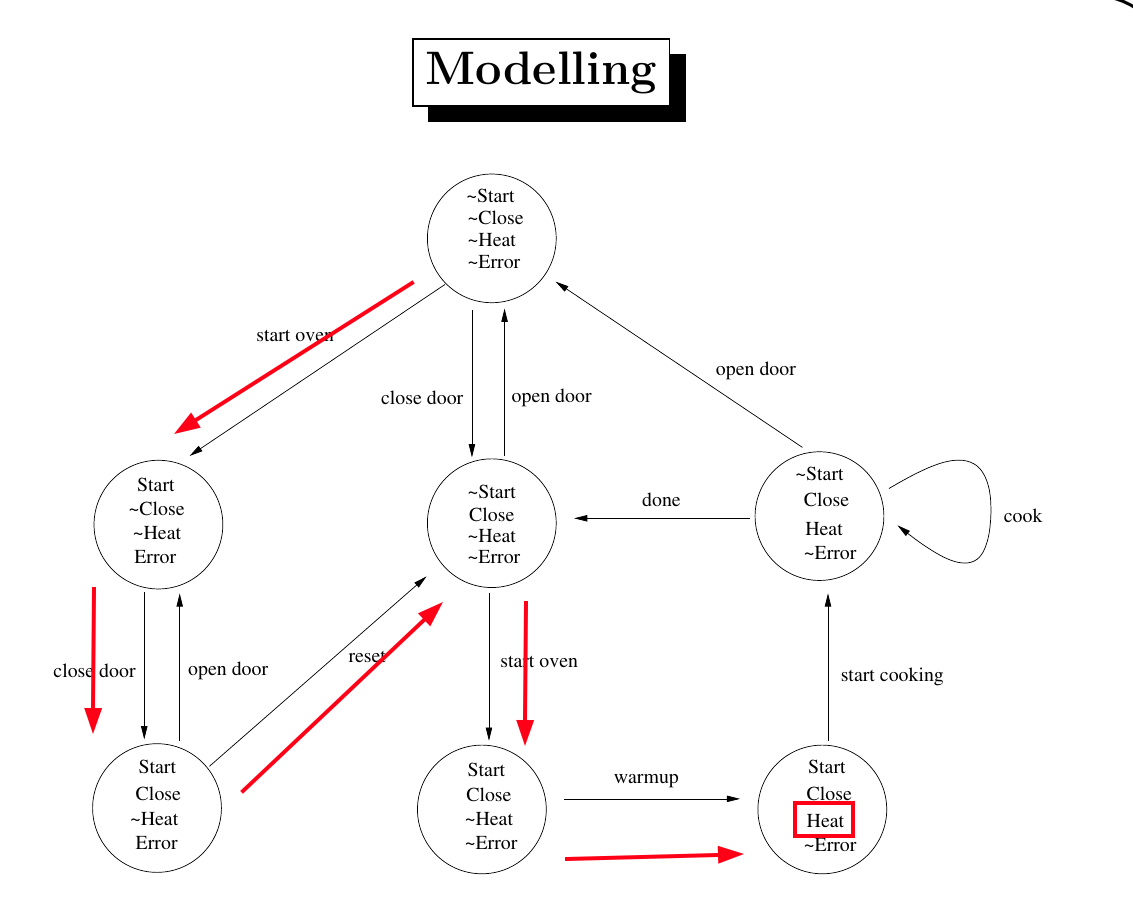 Modelling
~Start
~Close
~Heat
~Error
start oven
close door
open door
open door
Start
~Close
~Heat
Error
~Start
Close
~Heat
~Error
done
~Start
Close
Heat
~Error
cook
close door
open door
reset
start oven
start cooking
Start
Close
~Heat
Error
Start
Close
~Heat
~Error
warmup
Start
Close
Heat
~Error